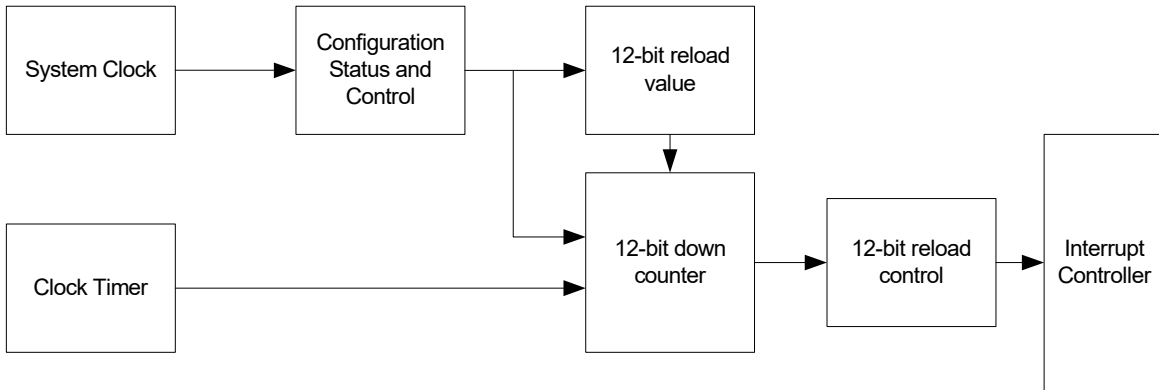 System Clock
Configuration
Status and
Control
12-bit reload
value
Clock Timer
12-bit down
counter
12-bit reload
control
Interrupt
Controller